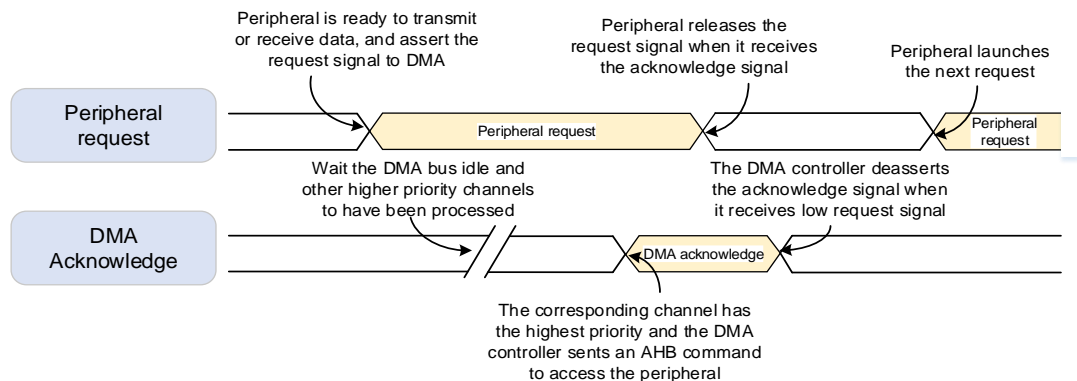 Peripheral is ready to transmit
or receive data, and assert the
request signal to DMA
Peripheral releases the
request signal when it receives
the acknowledge signal
Peripheral launches
the next request
Peripheral
request
Peripheral request
Peripheral
request
Wait the DMA bus idle and
other higher priority channels
to have been processed
The DMA controller deasserts
the acknowledge signal when
it receives low request signal
DMA
Acknowledge
DMA acknowledge
The corresponding channel has
the highest priority and the DMA
controller sents an AHB command
to access the peripheral